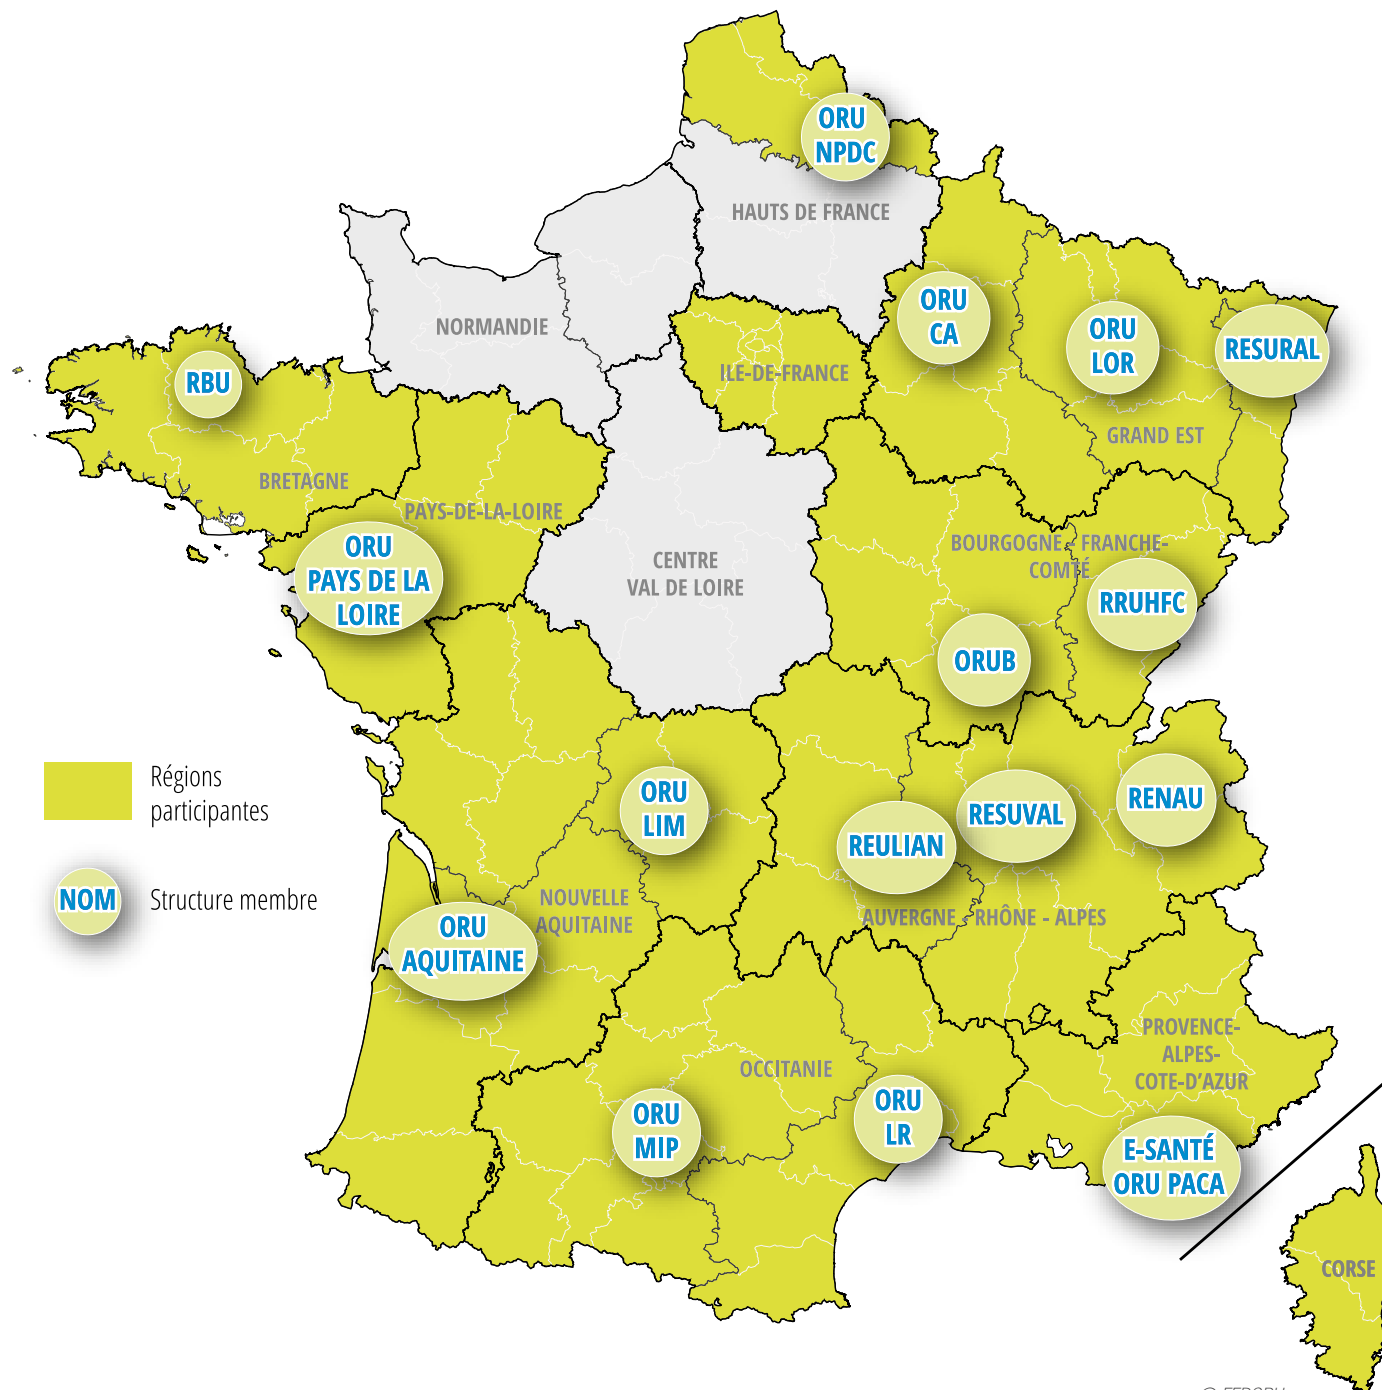 ORU
NPDC
HAUTS DE FRANCE
ORU
CA
ORU
LOR
RESURAL
NORMANDIE
ILE-DE-FRANCE
RBU
GRAND EST
BRETAGNE
PAYS-DE-LA-LOIRE
ORU
PAYS DE LA
LOIRE
CENTRE
VAL DE LOIRE
BOURGOGNE - FRANCHE-
COMTÉ
RRUHFC
ORUB
Régions
participantes
ORU
LIM
REULIAN
RESUVAL
RENAU
NOM
Structure membre
NOUVELLE
AQUITAINE
AUVERGNE - RHÔNE - ALPES
ORU
AQUITAINE
OCCITANIE
PROVENCE-
ALPES-
COTE-D'AZUR
ORU
MIP
ORU
LR
E-SANTÉ
ORU PACA
CORSE